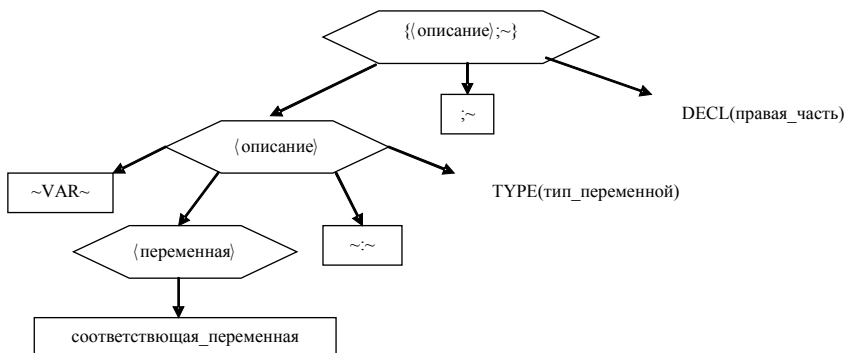 {⟨описание⟩;~}
;~
DECL(правая_часть)
⟨описание⟩
~VAR~
TYPE(тип_переменной)
⟨переменная⟩
~:~
соответствющая_переменная